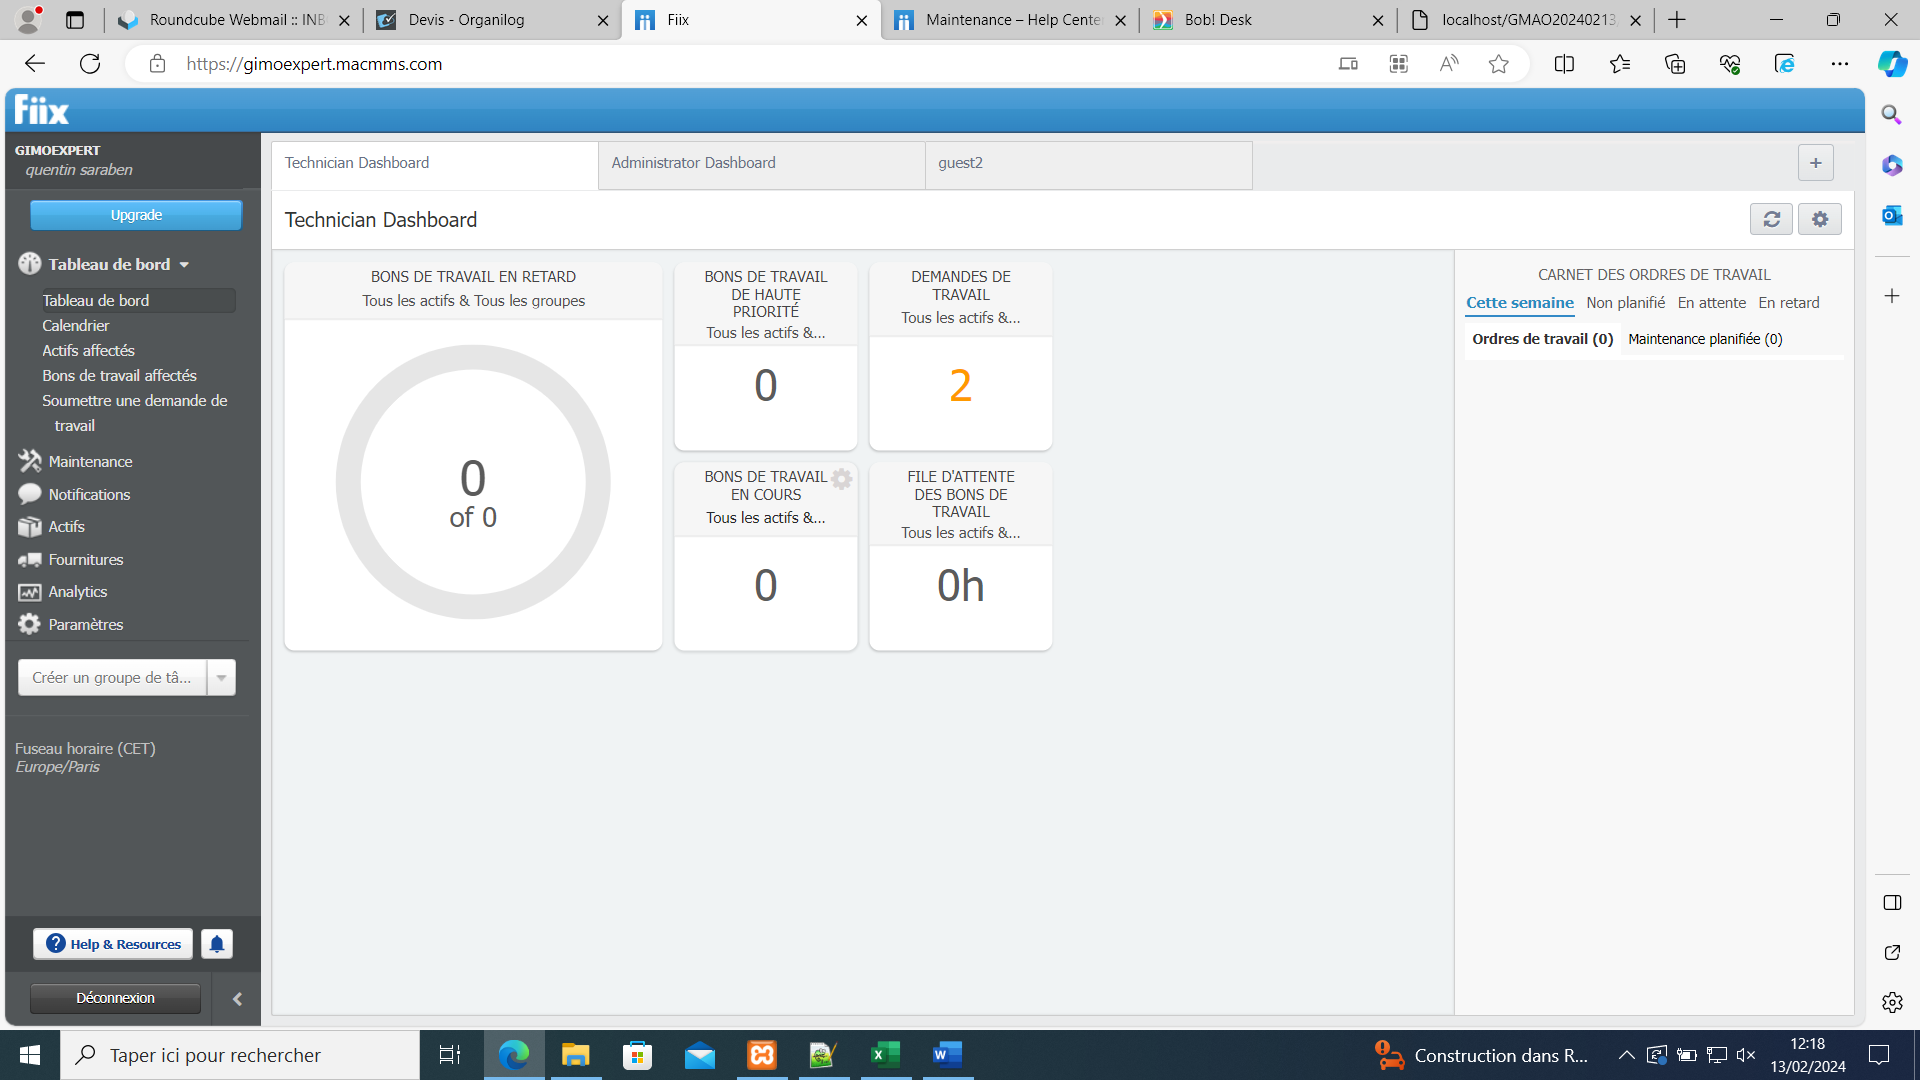 Roundcube Webmail :: INB
Devis - Organilog
Fiix
Maintenance – Help Cente
Bob! Desk
localhost/GMAO20240213
https://gimoexpert.macmms.com
Fiix
GIMOEXPERT
quentin saraben
Upgrade
Tableau de bord
Tableau de bord
Calendrier
Actifs affectés
Bons de travail affectés
Soumettre une demande de
travail
Maintenance
Notifications
Actifs
Fournitures
Analytics
Paramètres
Créer un groupe de tâ...
Fuseau horaire (CET)
Europe/Paris
Help & Resources
Déconnexion
Technician Dashboard
Administrator Dashboard
guest2
Technician Dashboard
BONS DE TRAVAIL EN RETARD
Tous les actifs & Tous les groupes
0
of 0
BONS DE TRAVAIL
DE HAUTE
PRIORITÉ
Tous les actifs &...
0
DEMANDES DE
TRAVAIL
Tous les actifs &...
2
BONS DE TRAVAIL
EN COURS
Tous les actifs &...
0
FILE D'ATTENTE
DES BONS DE
TRAVAIL
Tous les actifs &...
0h
CARNET DES ORDRES DE TRAVAIL
Cette semaine Non planifié En attente En retard
Ordres de travail (0) Maintenance planifiée (0)
Taper ici pour rechercher
Construction dans R...
12:18
13/02/2024